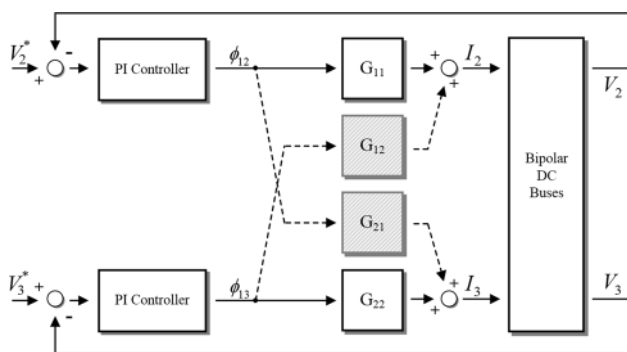 V₂* + -
PI Controller
ϕ₁₂
G₁₁
+ +
I₂
V₂
G₁₂
Bipolar
DC
Buses
G₂₁
V₃* + -
PI Controller
ϕ₁₃
G₂₂
+ +
I₃
V₃